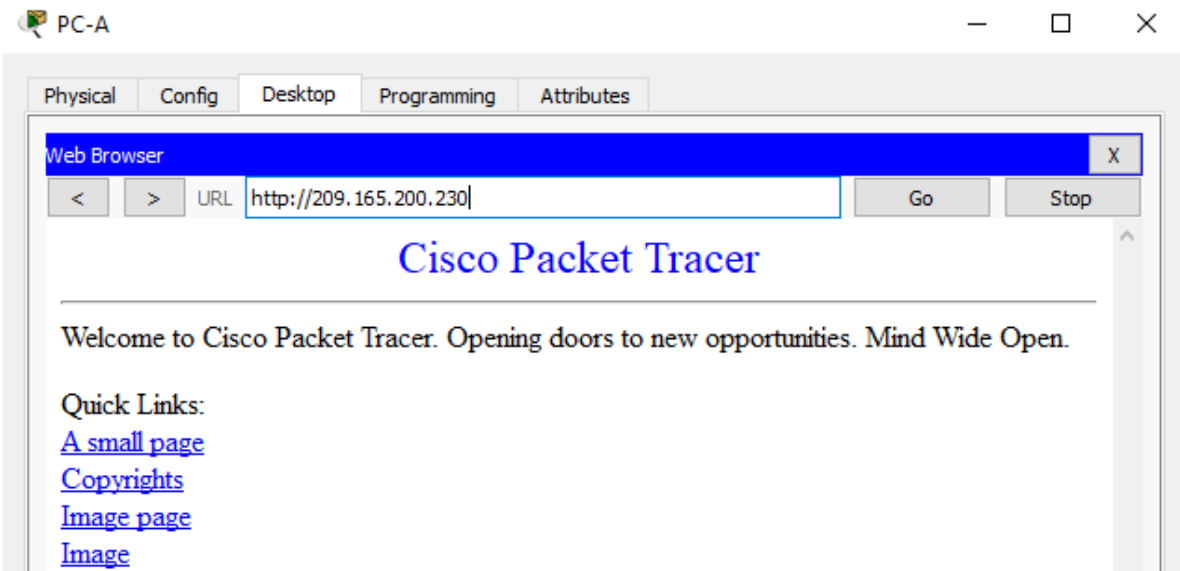 PC-A
Physical Config Desktop Programming Attributes
Web Browser X
< > URL http://209.165.200.230 Go Stop
Cisco Packet Tracer
Welcome to Cisco Packet Tracer. Opening doors to new opportunities. Mind Wide Open.
Quick Links:
A small page
Copyrights
Image page
Image